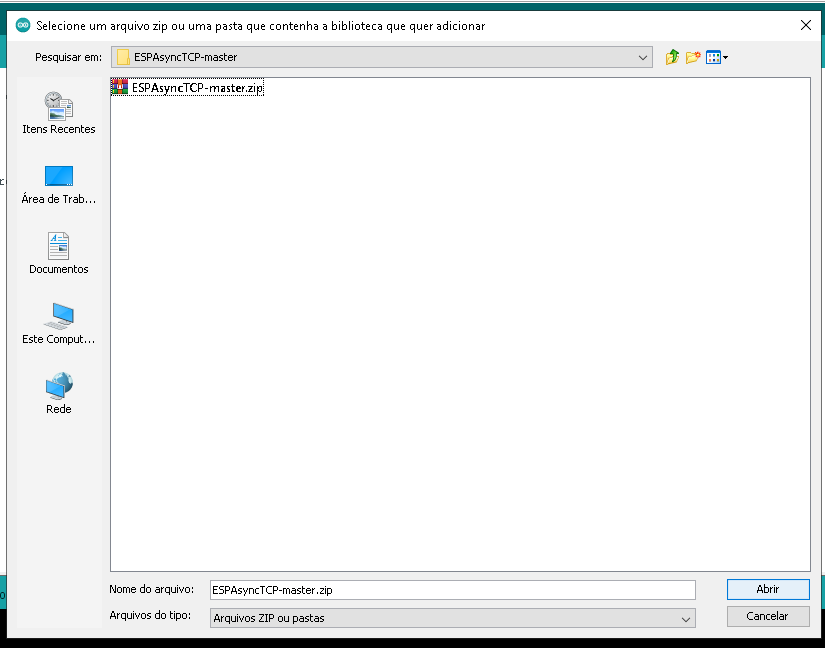 Selecione um arquivo zip ou uma pasta que contenha a biblioteca que quer adicionar
Pesquisar em:
ESPAsyncTCP-master
ESPAsyncTCP-master.zip
Itens Recentes
Área de Trab...
Documentos
Este Comput...
Rede
Nome do arquivo:
ESPAsyncTCP-master.zip
Abrir
Arquivos do tipo:
Arquivos ZIP ou pastas
Cancelar